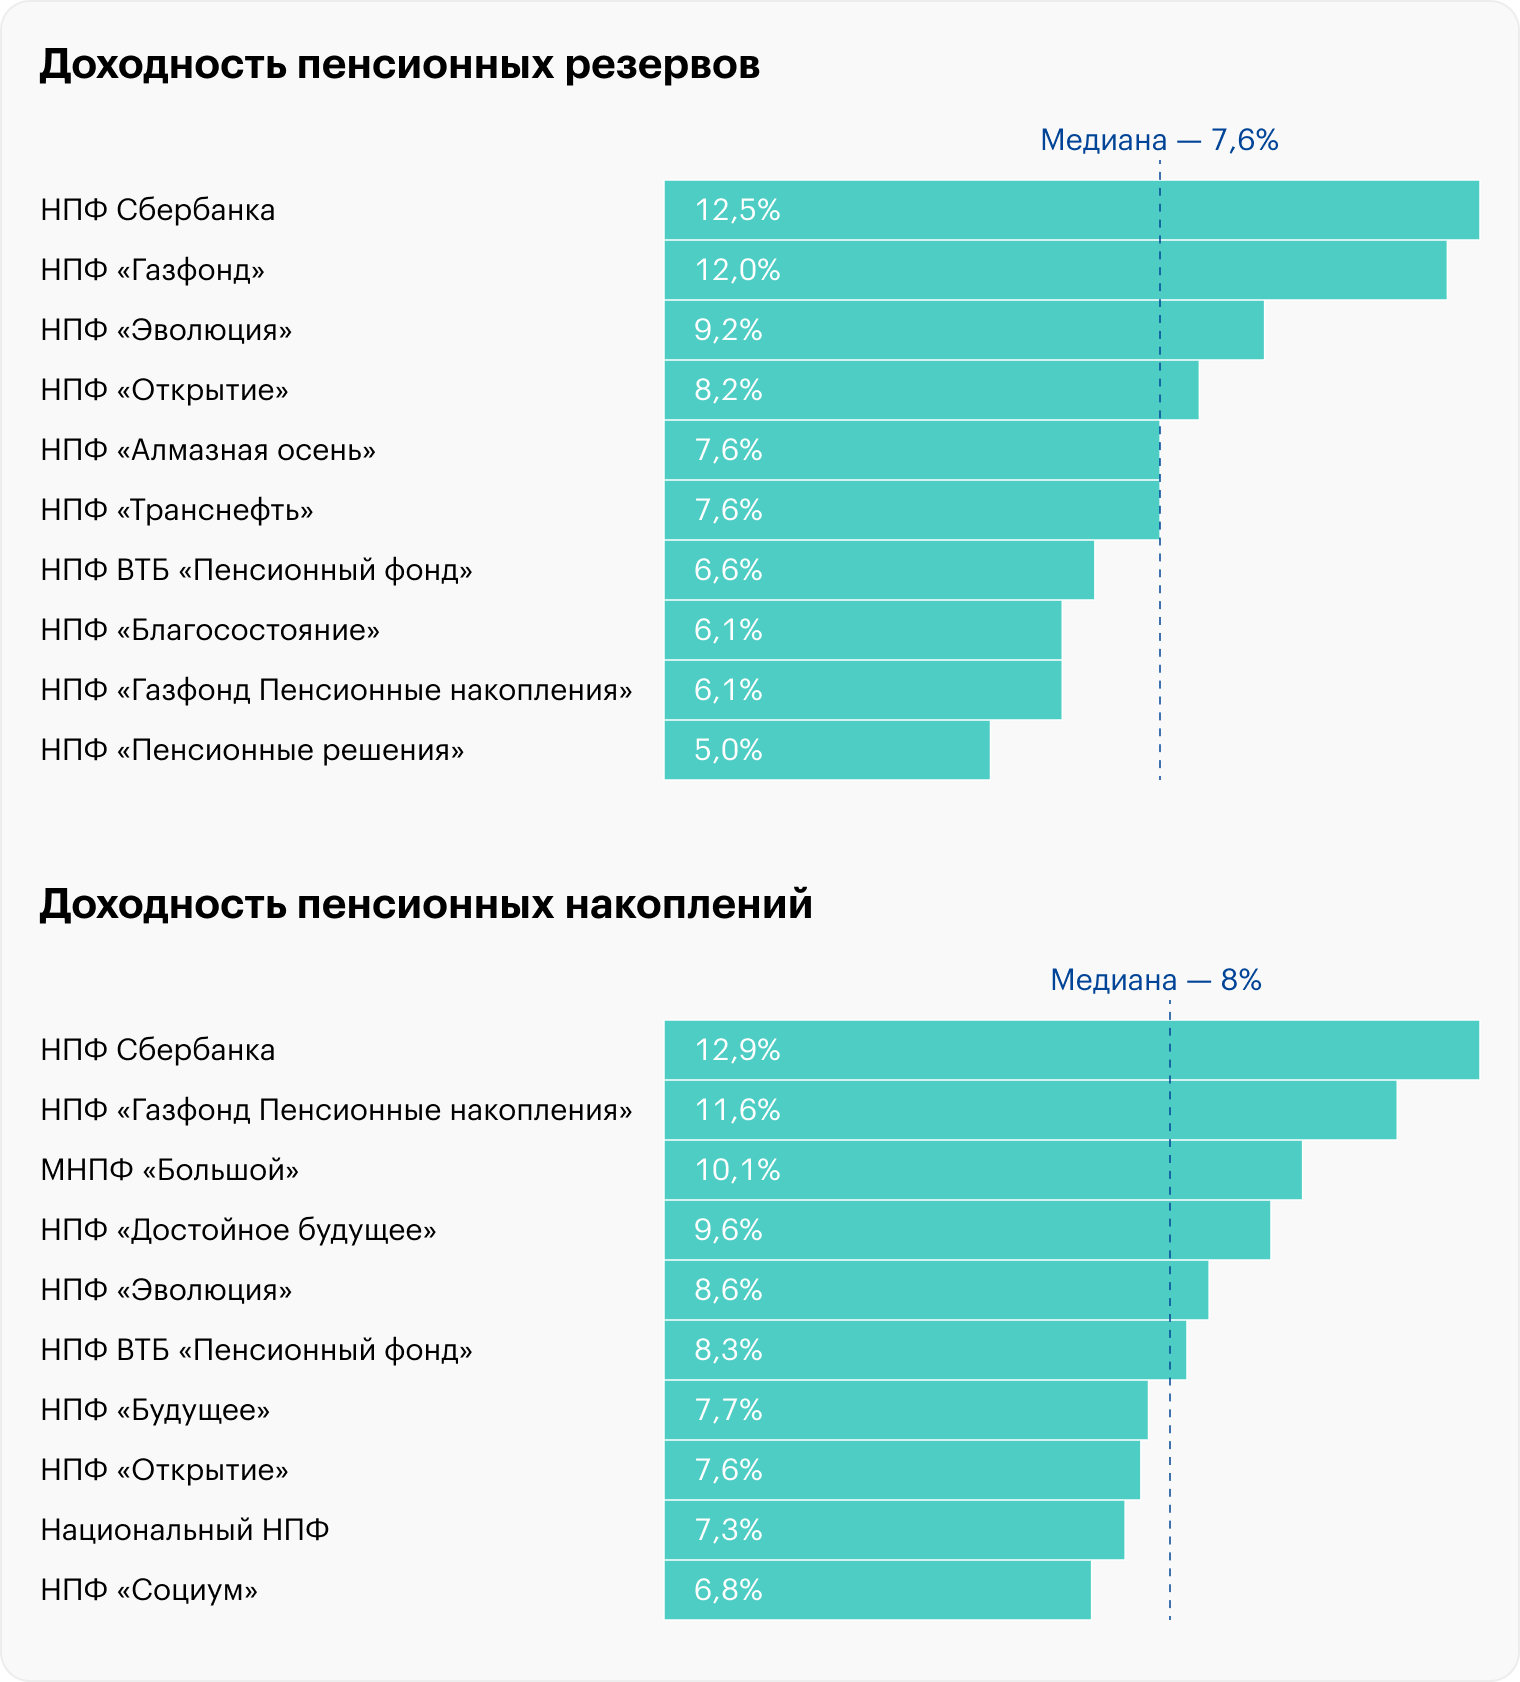 Доходность пенсионных резервов
Медиана — 7,6%
НПФ Сбербанка 12,5%
НПФ «Газфонд» 12,0%
НПФ «Эволюция» 9,2%
НПФ «Открытие» 8,2%
НПФ «Алмазная осень» 7,6%
НПФ «Транснефть» 7,6%
НПФ ВТБ «Пенсионный фонд» 6,6%
НПФ «Благосостояние» 6,1%
НПФ «Газфонд Пенсионные накопления» 6,1%
НПФ «Пенсионные решения» 5,0%
Доходность пенсионных накоплений
Медиана — 8%
НПФ Сбербанка 12,9%
НПФ «Газфонд Пенсионные накопления» 11,6%
МНПФ «Большой» 10,1%
НПФ «Достойное будущее» 9,6%
НПФ «Эволюция» 8,6%
НПФ ВТБ «Пенсионный фонд» 8,3%
НПФ «Будущее» 7,7%
НПФ «Открытие» 7,6%
Национальный НПФ 7,3%
НПФ «Социум» 6,8%